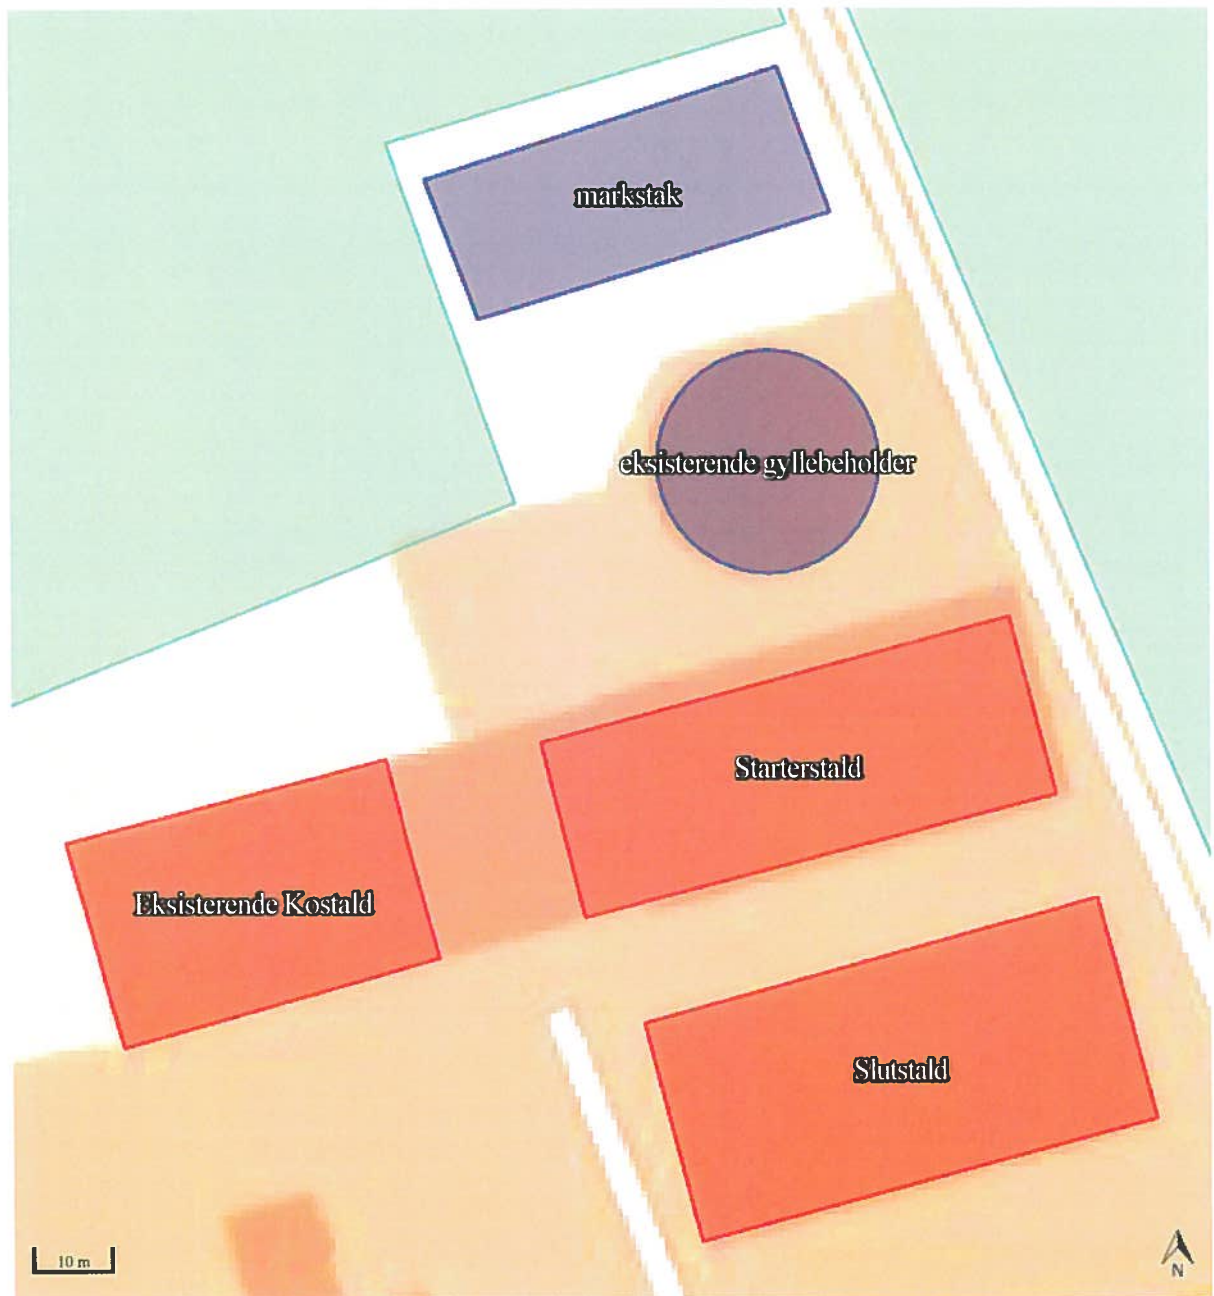 markstak
eksisterende gyllebeholder
Starterstald
Eksisterende Kostald
Slutstald
10 m
N